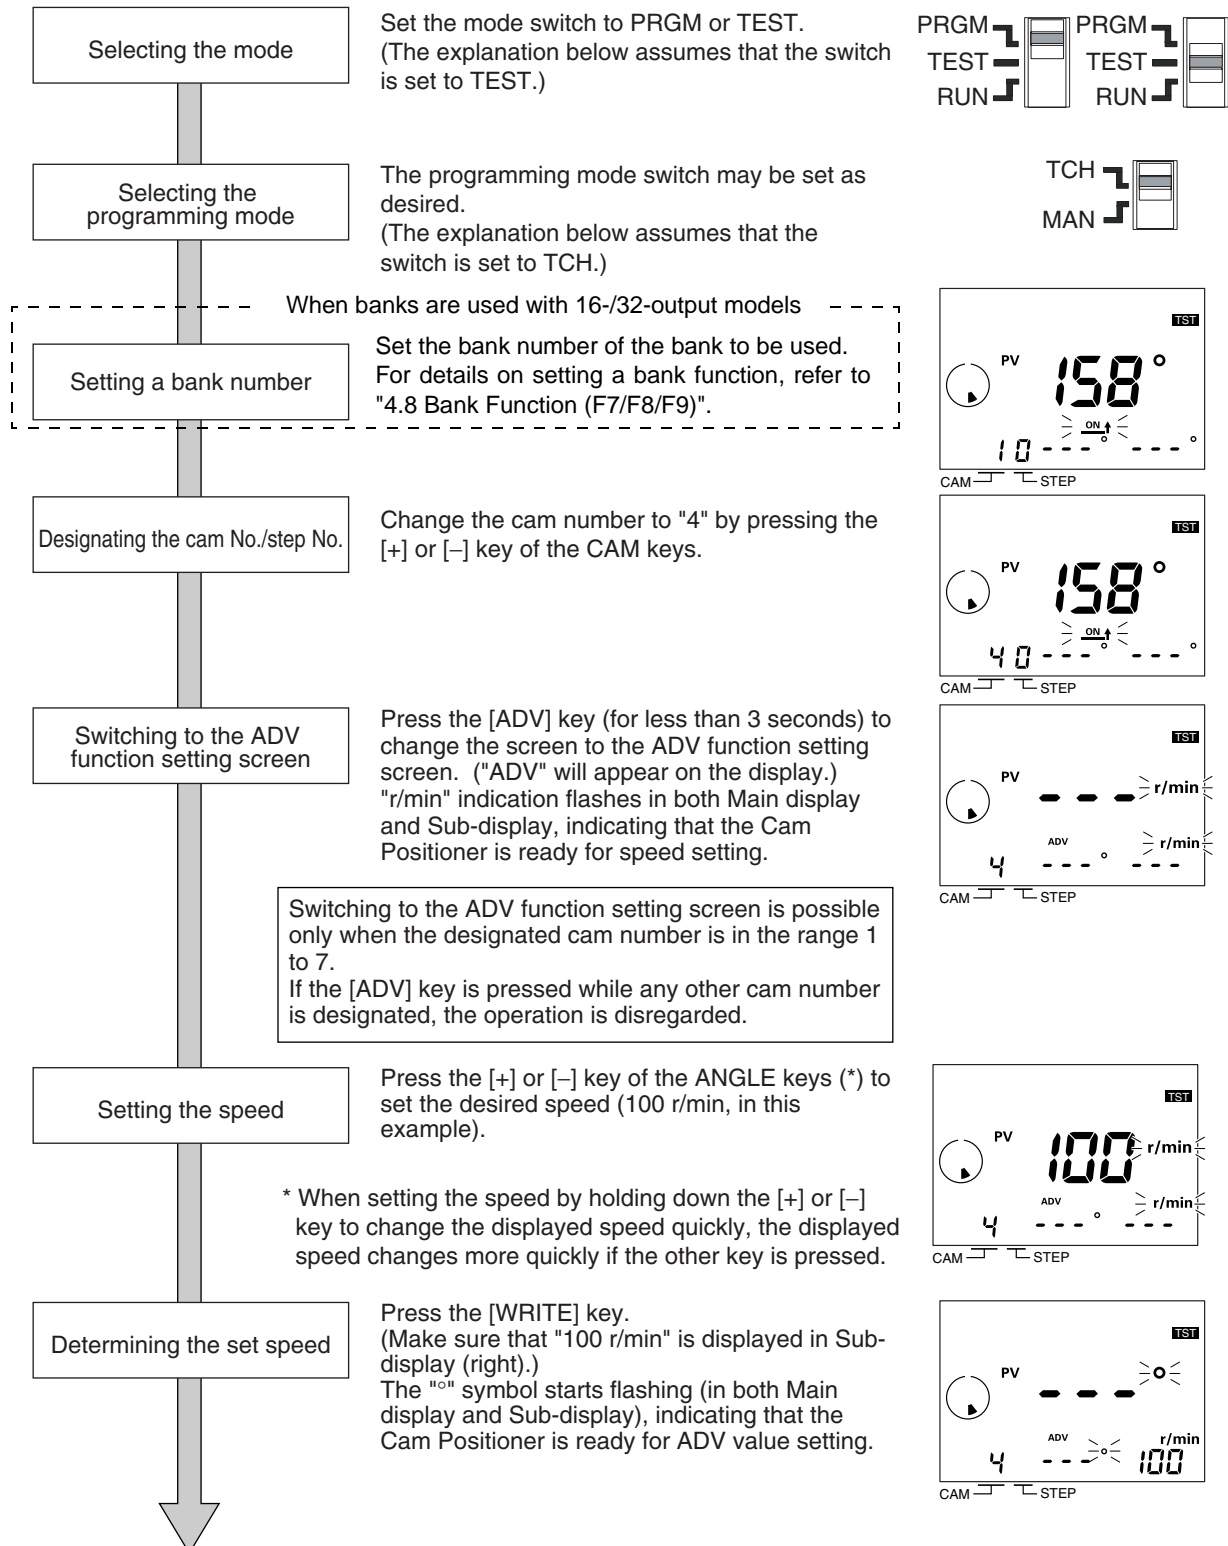 Selecting the mode
Set the mode switch to PRGM or TEST.
(The explanation below assumes that the switch
is set to TEST.)
PRGM
TEST
RUN
PRGM
TEST
RUN
Selecting the
programming mode
The programming mode switch may be set as
desired.
(The explanation below assumes that the
switch is set to TCH.)
TCH
MAN
When banks are used with 16-/32-output models
Setting a bank number
Set the bank number of the bank to be used.
For details on setting a bank function, refer to
"4.8 Bank Function (F7/F8/F9)".
TST
PV 158°
ON
10 - - -° - - -°
CAM STEP
Designating the cam No./step No.
Change the cam number to "4" by pressing the
[+] or [–] key of the CAM keys.
TST
PV 158°
ON
40 - - -° - - -°
CAM STEP
Switching to the ADV
function setting screen
Press the [ADV] key (for less than 3 seconds) to
change the screen to the ADV function setting
screen. ("ADV" will appear on the display.)
"r/min" indication flashes in both Main display
and Sub-display, indicating that the Cam
Positioner is ready for speed setting.
TST
PV - - - r/min
ADV r/min
4 - - -° - - -
CAM STEP
Switching to the ADV function setting screen is possible
only when the designated cam number is in the range 1
to 7.
If the [ADV] key is pressed while any other cam number
is designated, the operation is disregarded.
Setting the speed
Press the [+] or [–] key of the ANGLE keys (*) to
set the desired speed (100 r/min, in this
example).
* When setting the speed by holding down the [+] or [–]
key to change the displayed speed quickly, the displayed
speed changes more quickly if the other key is pressed.
TST
PV 100 r/min
ADV r/min
4 - - -° - - -
CAM STEP
Determining the set speed
Press the [WRITE] key.
(Make sure that "100 r/min" is displayed in Sub-
display (right).)
The "°" symbol starts flashing (in both Main
display and Sub-display), indicating that the
Cam Positioner is ready for ADV value setting.
TST
PV - - -°
ADV r/min
4 - - -° 100
CAM STEP